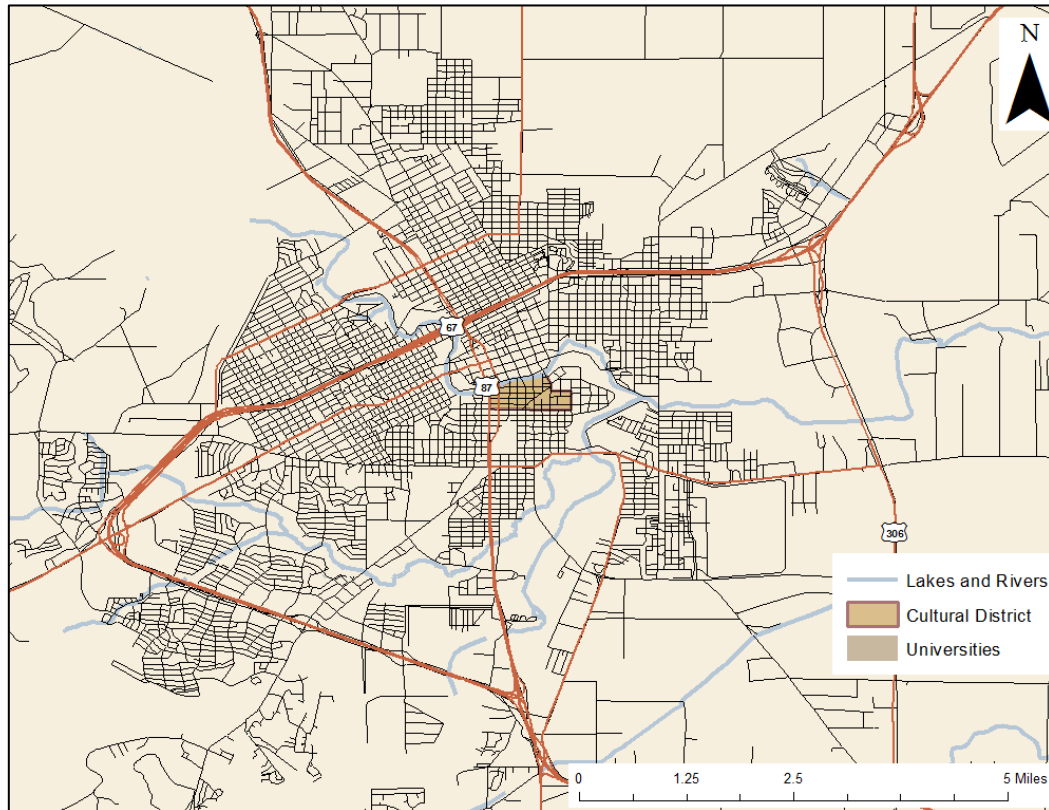 N
67
87
306
Lakes and Rivers
Cultural District
Universities
0 1.25 2.5 5 Miles